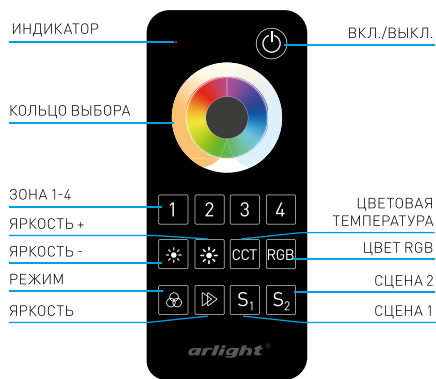 ИНДИКАТОР
ВКЛ./ВЫКЛ.
КОЛЬЦО ВЫБОРА
ЗОНА 1-4
1 2 3 4
ЯРКОСТЬ +
ЦВЕТОВАЯ
ТЕМПЕРАТУРА
ЯРКОСТЬ -
CCT RGB
ЦВЕТ RGB
РЕЖИМ
СЦЕНА 2
S₁ S₂
ЯРКОСТЬ
СЦЕНА 1
arlight®